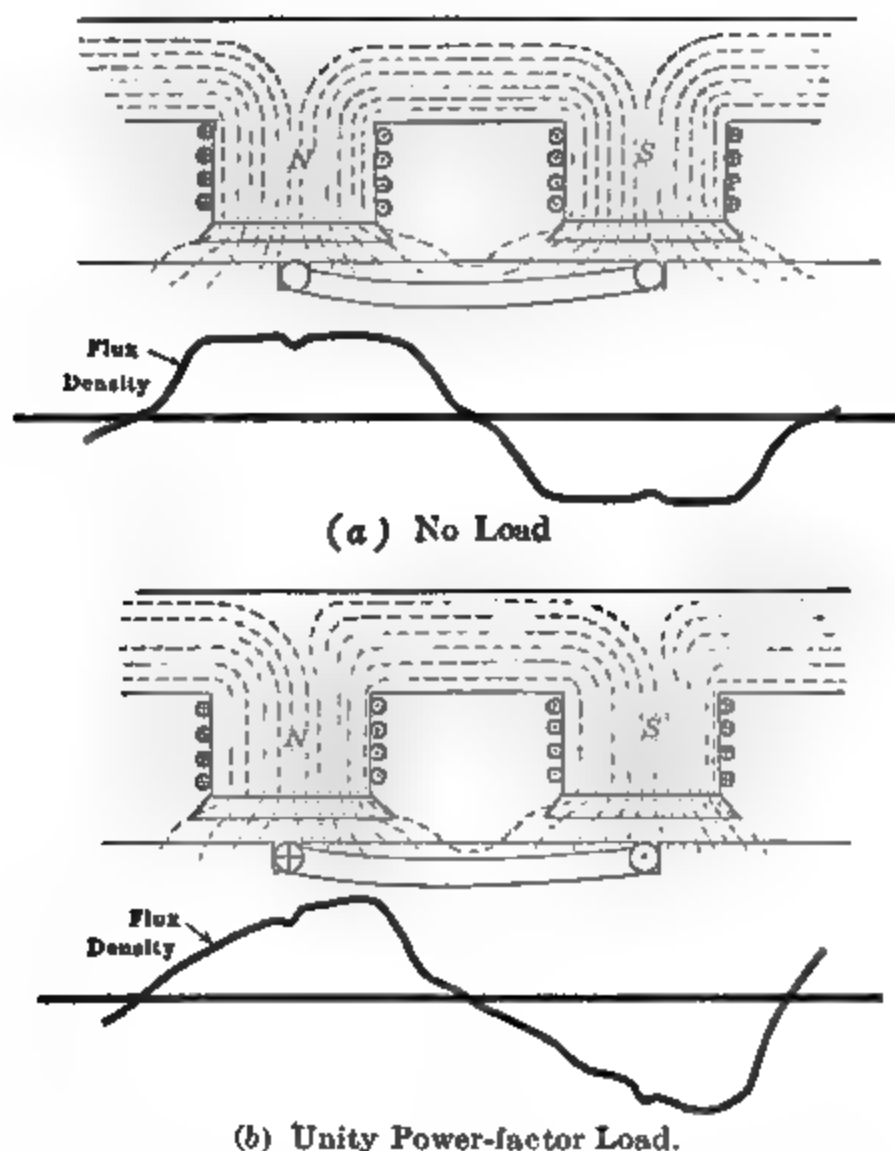 N S
Flux
Density
(a) No Load
N S
Flux
Density
(b) Unity Power-factor Load.